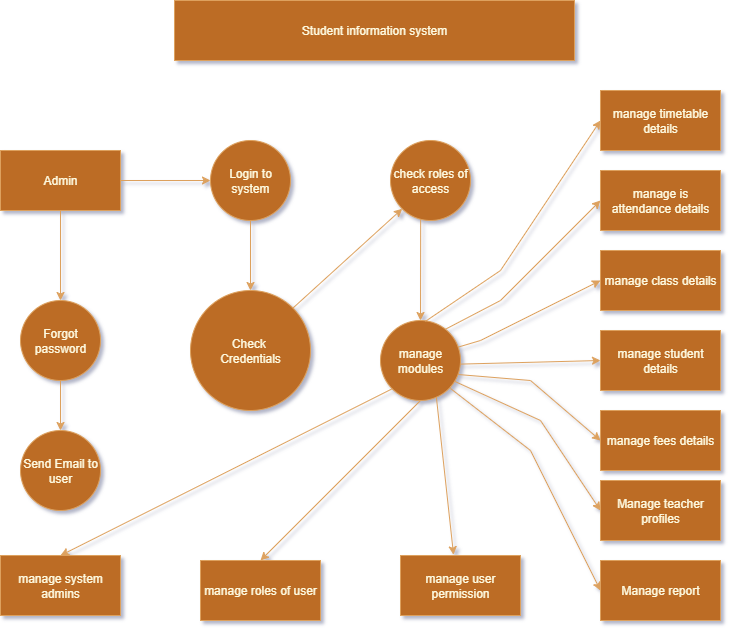 Student information system
manage timetable
details
Admin
Login to
system
check roles of
access
manage is
attendance details
manage class details
Forgot
password
Check
Credentials
manage
modules
manage student
details
manage fees details
Send Email to
user
Manage teacher
profiles
manage system
admins
manage roles of user
manage user
permission
Manage report